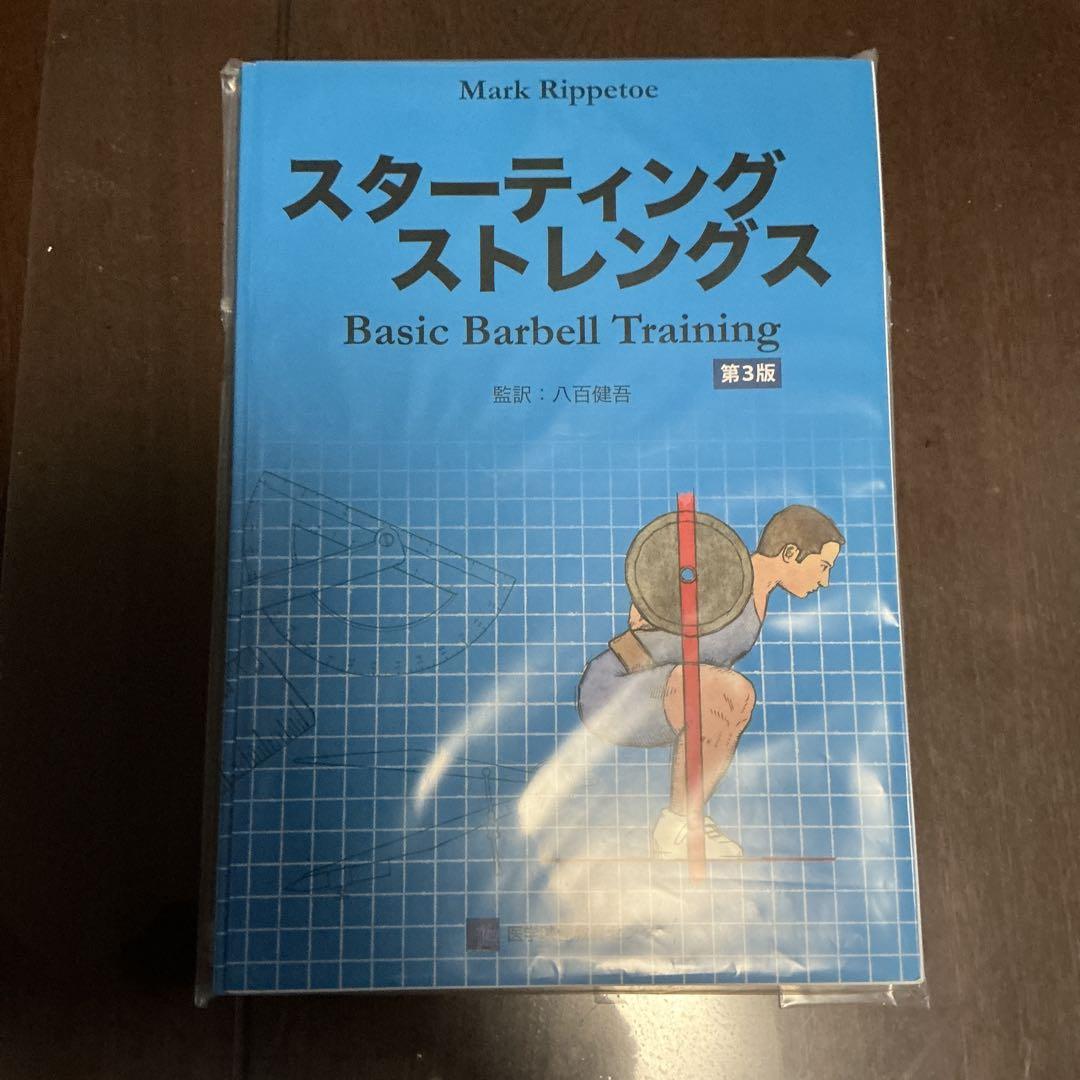 Mark Rippetoe
スターティング
ストレングス
Basic Barbell Training
第3版
監訳：八百健吾